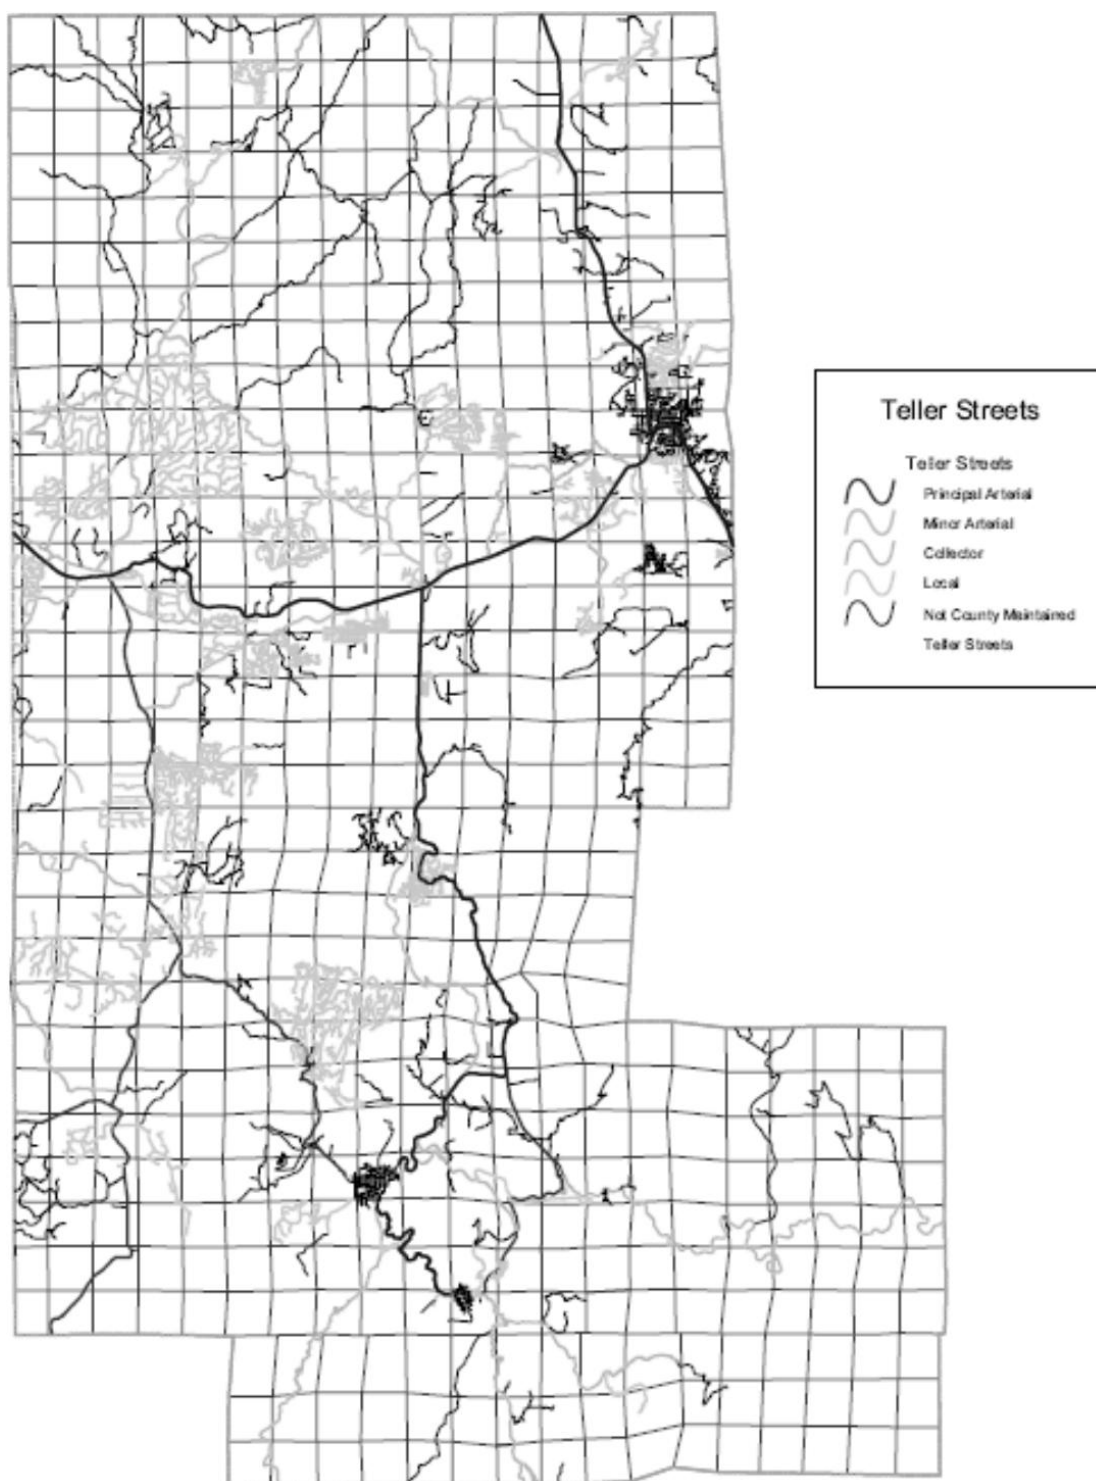 Teller Streets
Teller Streets
Principal Arterial
Minor Arterial
Collector
Local
Not County Maintained
Teller Streets